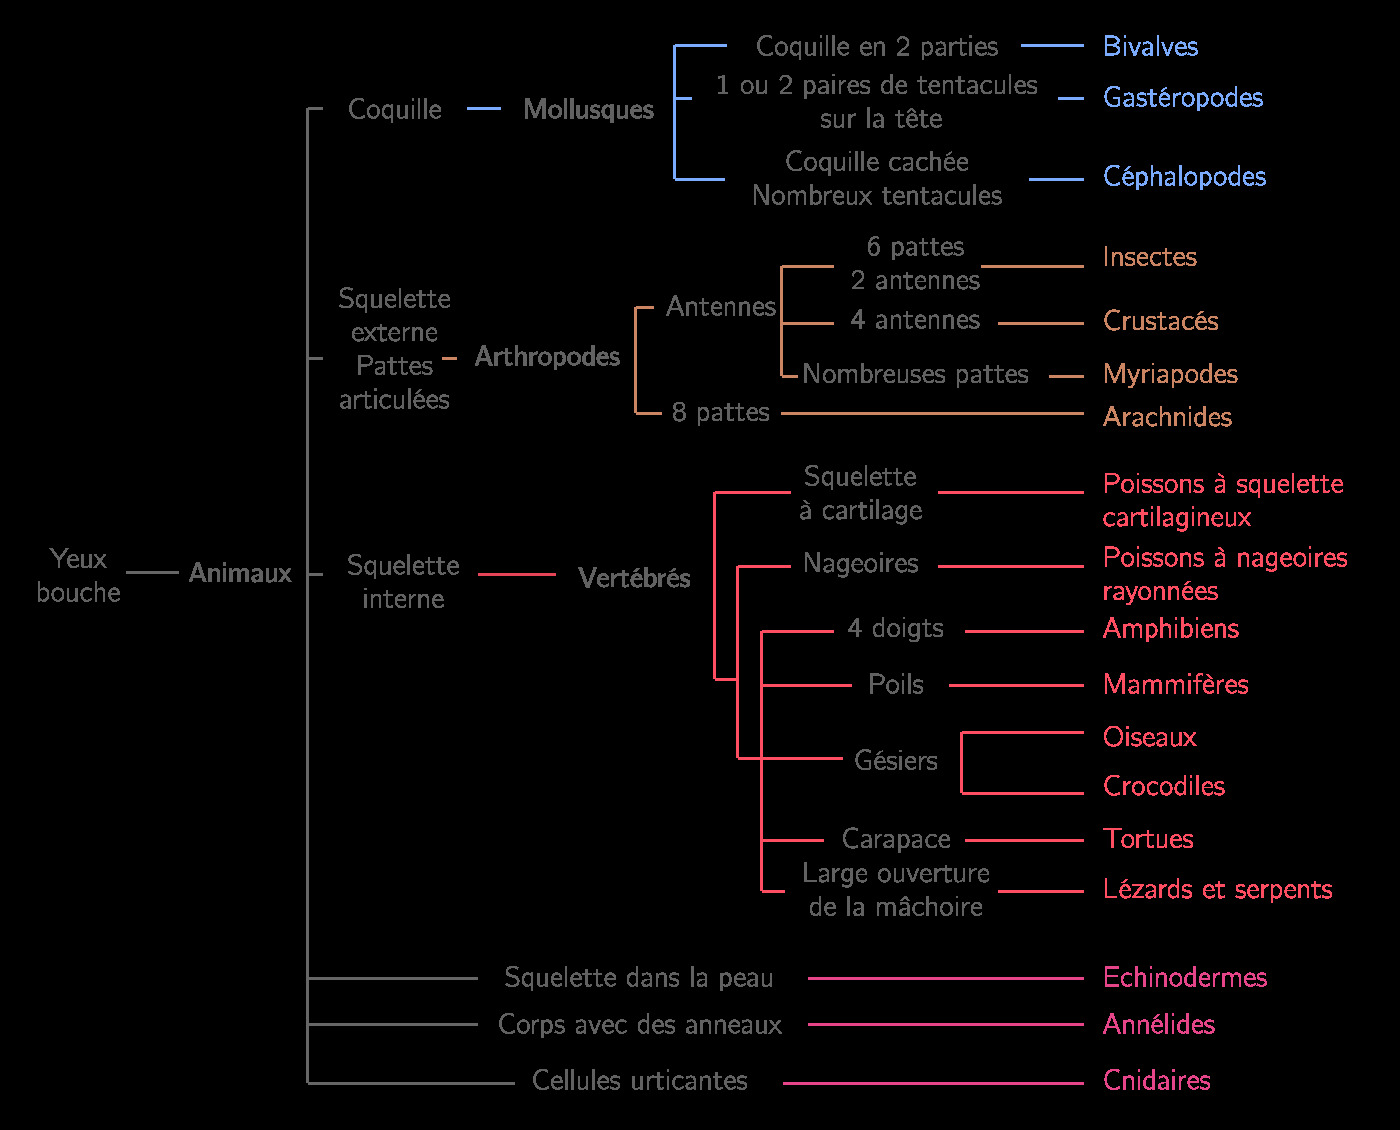 Yeux
bouche
Animaux
Coquille
Mollusques
Coquille en 2 parties
Bivalves
1 ou 2 paires de tentacules
sur la tête
Gastéropodes
Coquille cachée
Nombreux tentacules
Céphalopodes
Squelette
externe
Pattes
articulées
Arthropodes
Antennes
6 pattes
2 antennes
Insectes
4 antennes
Crustacés
Nombreuses pattes
Myriapodes
8 pattes
Arachnides
Squelette
interne
Vertébrés
Squelette
à cartilage
Poissons à squelette
cartilagineux
Nageoires
Poissons à nageoires
rayonnées
4 doigts
Amphibiens
Poils
Mammifères
Gésiers
Oiseaux
Crocodiles
Carapace
Tortues
Large ouverture
de la mâchoire
Lézards et serpents
Squelette dans la peau
Echinodermes
Corps avec des anneaux
Annélides
Cellules urticantes
Cnidaires